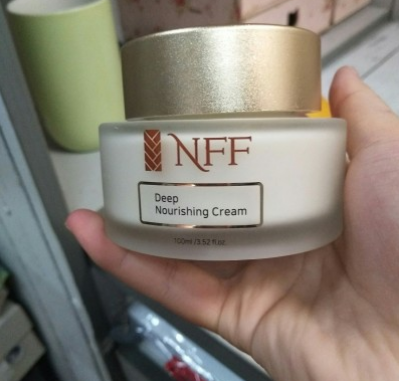 NFF
Deep
Nourishing Cream
100ml /3.52 fl.oz.